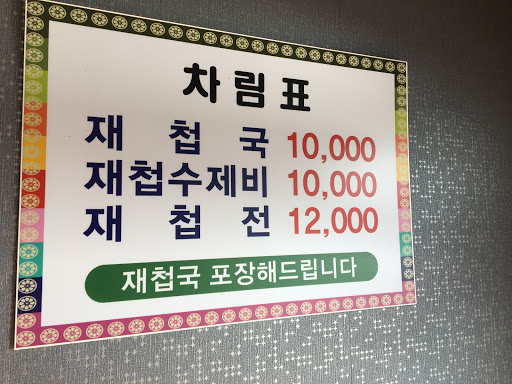 차림표
재 첩 국 10,000
재첩수제비 10,000
재 첩 전 12,000
재첩국 포장해드립니다